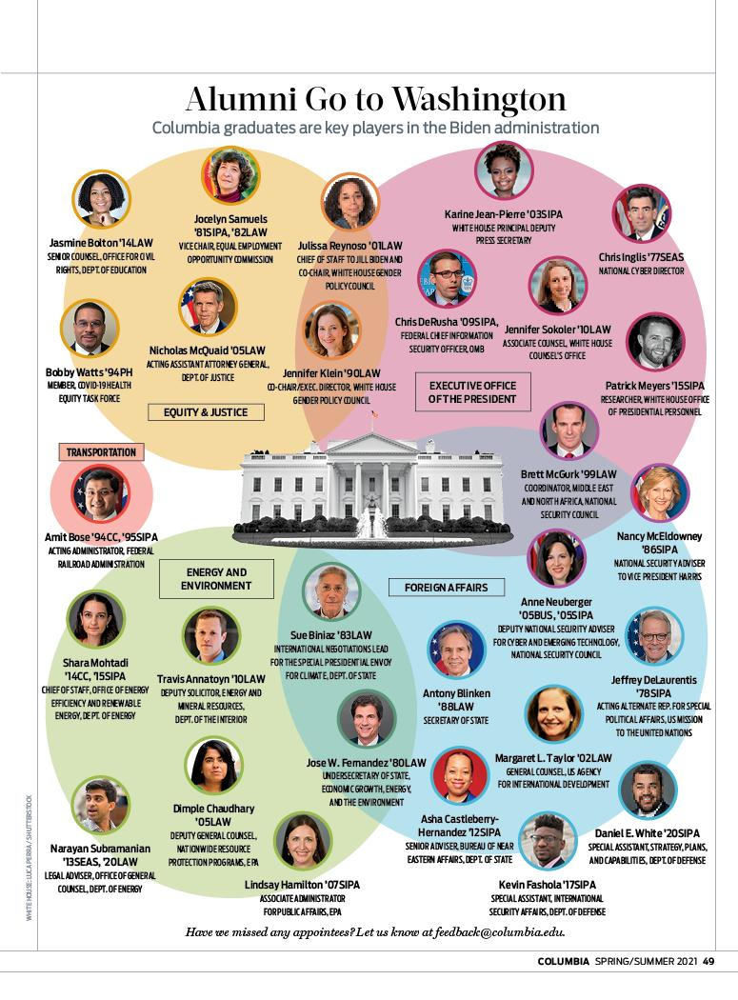 Alumni Go to Washington
Columbia graduates are key players in the Biden administration
Jasmine Bolton '14LAW
SENIOR COUNSEL, OFFICE FOR CIVIL
RIGHTS, DEPT. OF EDUCATION
Jocelyn Samuels
'81SIPA, '82LAW
VICE CHAIR, EQUAL EMPLOYMENT
OPPORTUNITY COMMISSION
Julissa Reynoso '01LAW
CHIEF OF STAFF TO JILL BIDEN AND
CO-CHAIR, WHITE HOUSE GENDER
POLICY COUNCIL
Karine Jean-Pierre '03SIPA
WHITE HOUSE PRINCIPAL DEPUTY
PRESS SECRETARY
Chris Inglis '77SEAS
NATIONAL CYBER DIRECTOR
Bobby Watts '94PH
MEMBER, COVID-19 HEALTH
EQUITY TASK FORCE
Nicholas McQuaid '05LAW
ACTING ASSISTANT ATTORNEY GENERAL,
DEPT. OF JUSTICE
Jennifer Klein '90LAW
CO-CHAIR/EXEC. DIRECTOR, WHITE HOUSE
GENDER POLICY COUNCIL
Chris DeRusha '09SIPA,
FEDERAL CHIEF INFORMATION
SECURITY OFFICER, OMB
Jennifer Sokoler '10LAW
ASSOCIATE COUNSEL, WHITE HOUSE
COUNSEL'S OFFICE
Patrick Meyers '15SIPA
RESEARCHER, WHITE HOUSE OFFICE
OF PRESIDENTIAL PERSONNEL
EQUITY & JUSTICE
EXECUTIVE OFFICE
OF THE PRESIDENT
TRANSPORTATION
Amit Bose '94CC, '95SIPA
ACTING ADMINISTRATOR, FEDERAL
RAILROAD ADMINISTRATION
Brett McGurk '99LAW
COORDINATOR, MIDDLE EAST
AND NORTH AFRICA, NATIONAL
SECURITY COUNCIL
Nancy McEldowney
'86SIPA
NATIONAL SECURITY ADVISER
TO VICE PRESIDENT HARRIS
ENERGY AND
ENVIRONMENT
FOREIGN AFFAIRS
Anne Neuberger
'05BUS, '05SIPA
DEPUTY NATIONAL SECURITY ADVISER
FOR CYBER AND EMERGING TECHNOLOGY,
NATIONAL SECURITY COUNCIL
Shara Mohtadi
'14CC, '15SIPA
CHIEF OF STAFF, OFFICE OF ENERGY
EFFICIENCY AND RENEWABLE
ENERGY, DEPT. OF ENERGY
Travis Annatoyn '10LAW
DEPUTY SOLICITOR, ENERGY AND
MINERAL RESOURCES,
DEPT. OF THE INTERIOR
Sue Biniaz '83LAW
INTERNATIONAL NEGOTIATIONS LEAD
FOR THE SPECIAL PRESIDENTIAL ENVOY
FOR CLIMATE, DEPT. OF STATE
Antony Blinken
'88LAW
SECRETARY OF STATE
Jeffrey DeLaurentis
'78SIPA
ACTING ALTERNATE REP. FOR SPECIAL
POLITICAL AFFAIRS, US MISSION
TO THE UNITED NATIONS
Jose W. Fernandez '80LAW
UNDERSECRETARY OF STATE,
ECONOMIC GROWTH, ENERGY,
AND THE ENVIRONMENT
Margaret L. Taylor '02LAW
GENERAL COUNSEL, US AGENCY
FOR INTERNATIONAL DEVELOPMENT
Narayan Subramanian
'13SEAS, '20LAW
LEGAL ADVISER, OFFICE OF GENERAL
COUNSEL, DEPT. OF ENERGY
Dimple Chaudhary
'05LAW
DEPUTY GENERAL COUNSEL,
NATIONWIDE RESOURCE
PROTECTION PROGRAMS, EPA
Lindsay Hamilton '07SIPA
ASSOCIATE ADMINISTRATOR
FOR PUBLIC AFFAIRS, EPA
Asha Castleberry-
Hernandez '12SIPA
SENIOR ADVISER, BUREAU OF NEAR
EASTERN AFFAIRS, DEPT. OF STATE
Kevin Fashola '17SIPA
SPECIAL ASSISTANT, INTERNATIONAL
SECURITY AFFAIRS, DEPT. OF DEFENSE
Daniel E. White '20SIPA
SPECIAL ASSISTANT, STRATEGY, PLANS,
AND CAPABILITIES, DEPT. OF DEFENSE
WHITE HOUSE: LUCA PERRA / SHUTTERSTOCK
Have we missed any appointees? Let us know at feedback@columbia.edu.
COLUMBIA SPRING/SUMMER 2021 49